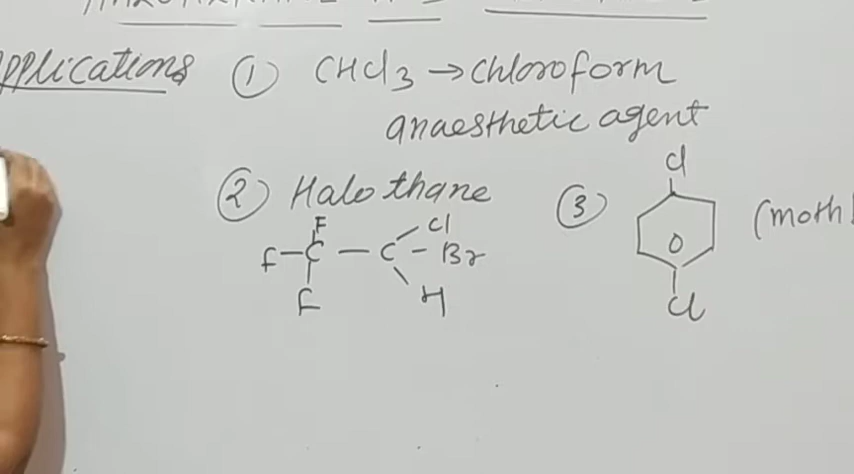 Applications ① CHCl3 → chloroform
anaesthetic agent
② Halothane ③ Cl
(moth
F Cl
F — C — C — Br
F H
Cl